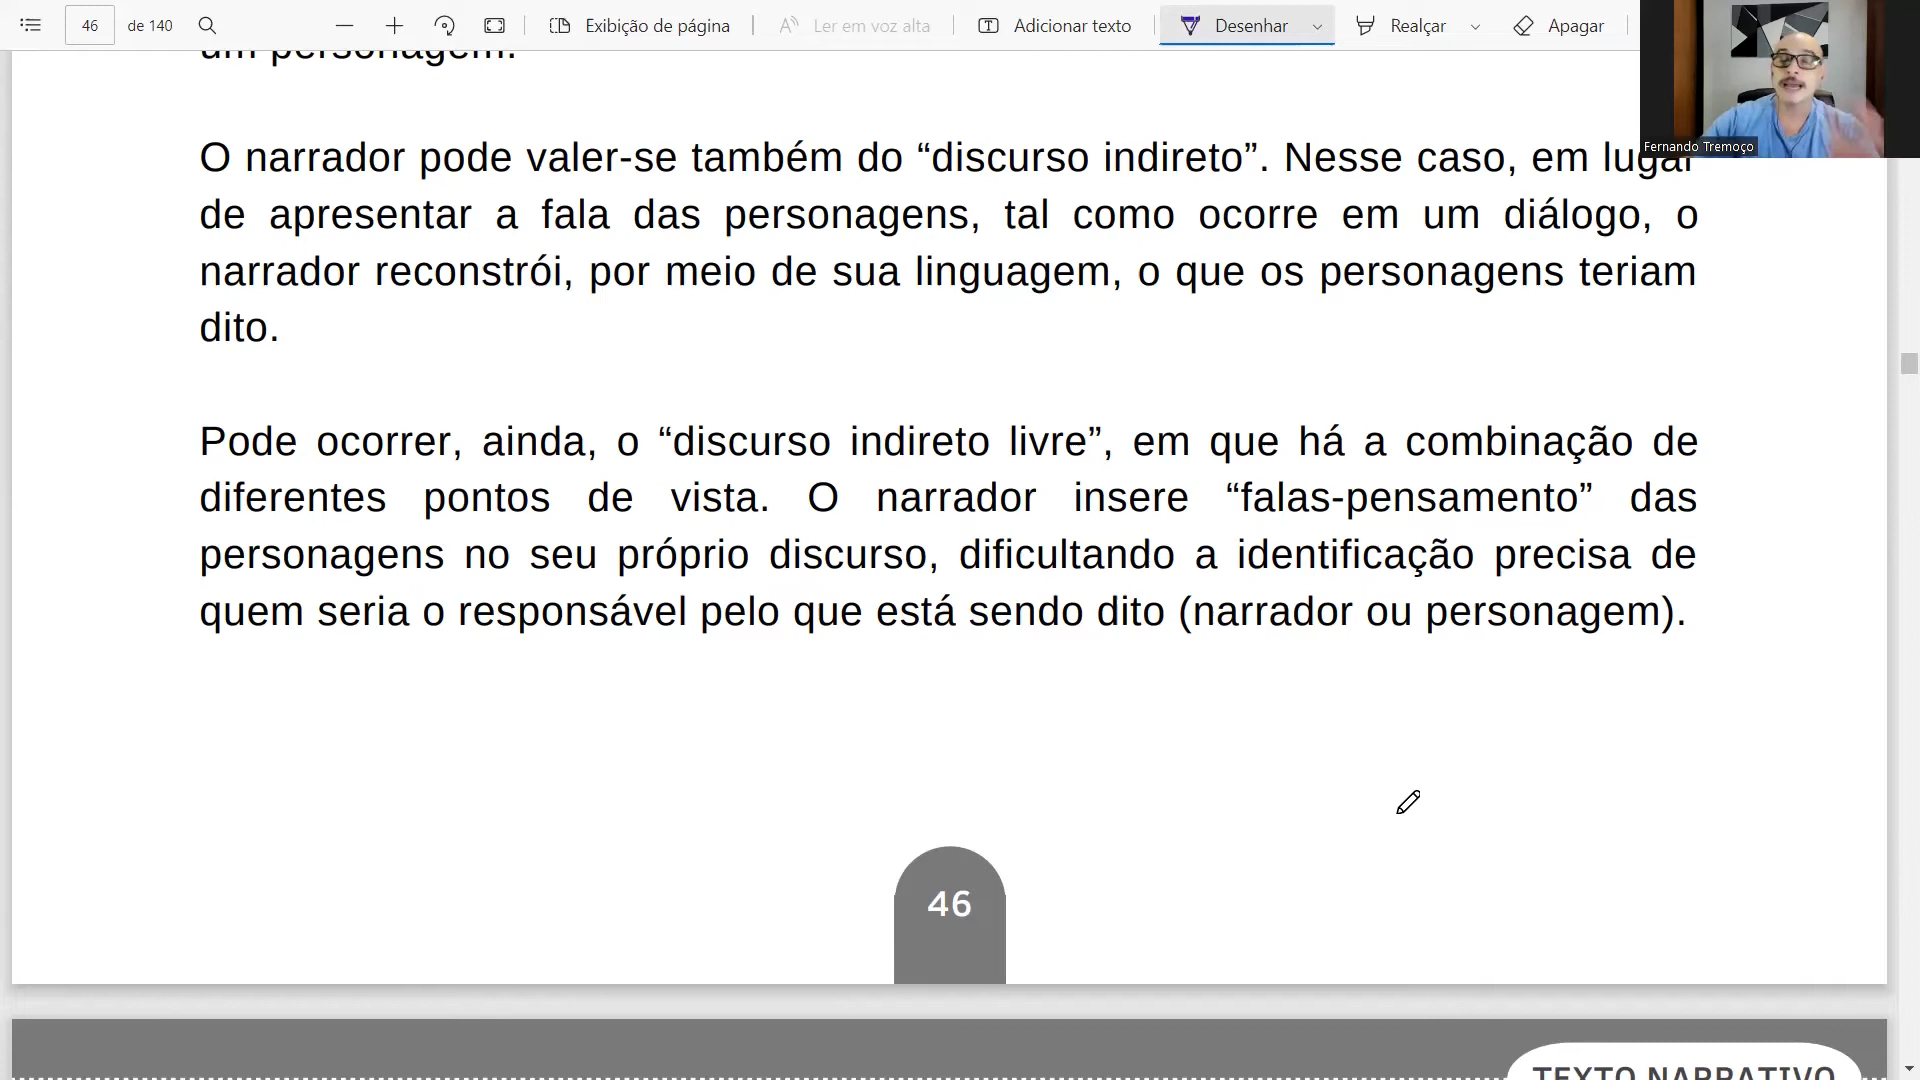 46 de 140 Exibição de página Ler em voz alta Adicionar texto Desenhar Realçar Apagar
um personagem.
Fernando Tremoço
O narrador pode valer-se também do “discurso indireto”. Nesse caso, em lugar
de apresentar a fala das personagens, tal como ocorre em um diálogo, o
narrador reconstrói, por meio de sua linguagem, o que os personagens teriam
dito.
Pode ocorrer, ainda, o “discurso indireto livre”, em que há a combinação de
diferentes pontos de vista. O narrador insere “falas-pensamento” das
personagens no seu próprio discurso, dificultando a identificação precisa de
quem seria o responsável pelo que está sendo dito (narrador ou personagem).
46
TEXTO NARRATIVO